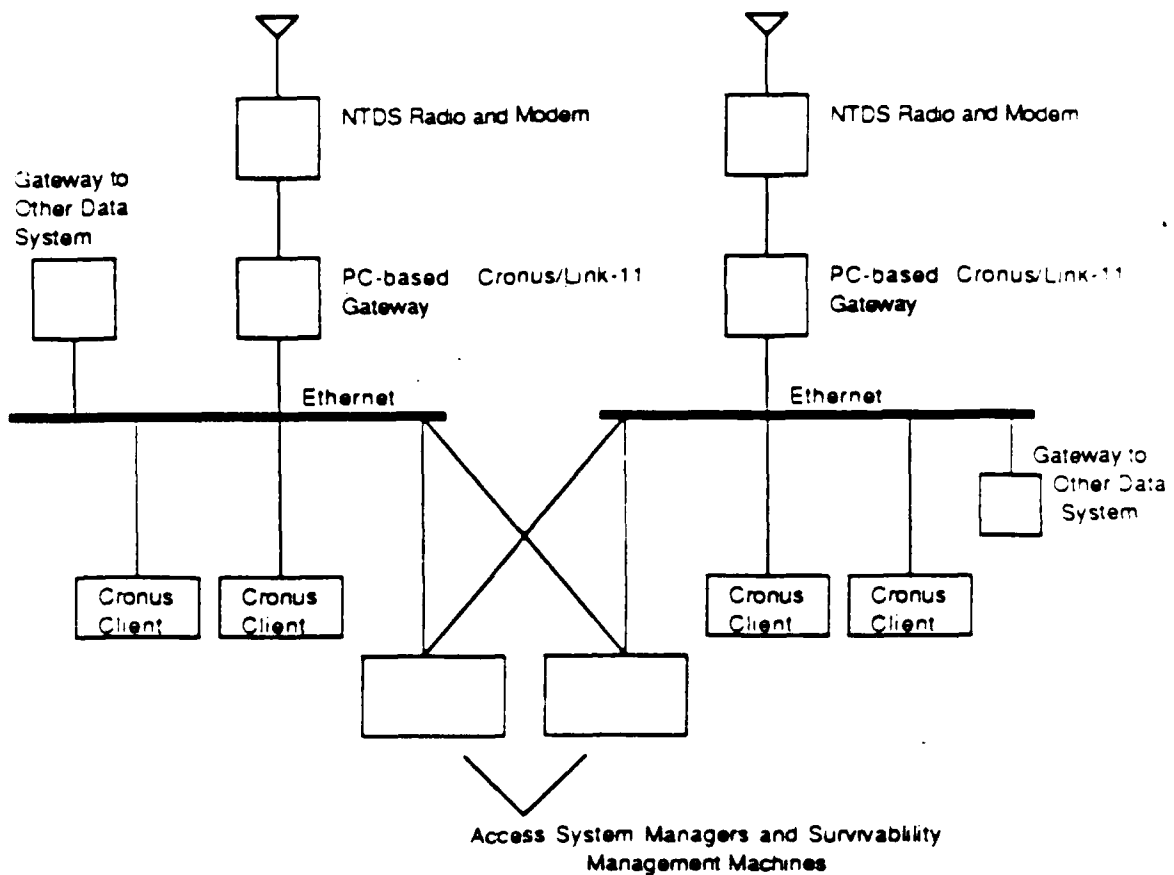 NTDS Radio and Modem
NTDS Radio and Modem
Gateway to
Other Data
System
PC-based Cronus/Link-11
Gateway
PC-based Cronus/Link-11
Gateway
Ethernet
Ethernet
Gateway to
Other Data
System
Cronus
Client
Cronus
Client
Cronus
Client
Cronus
Client
Access System Managers and Survivablility
Management Machines